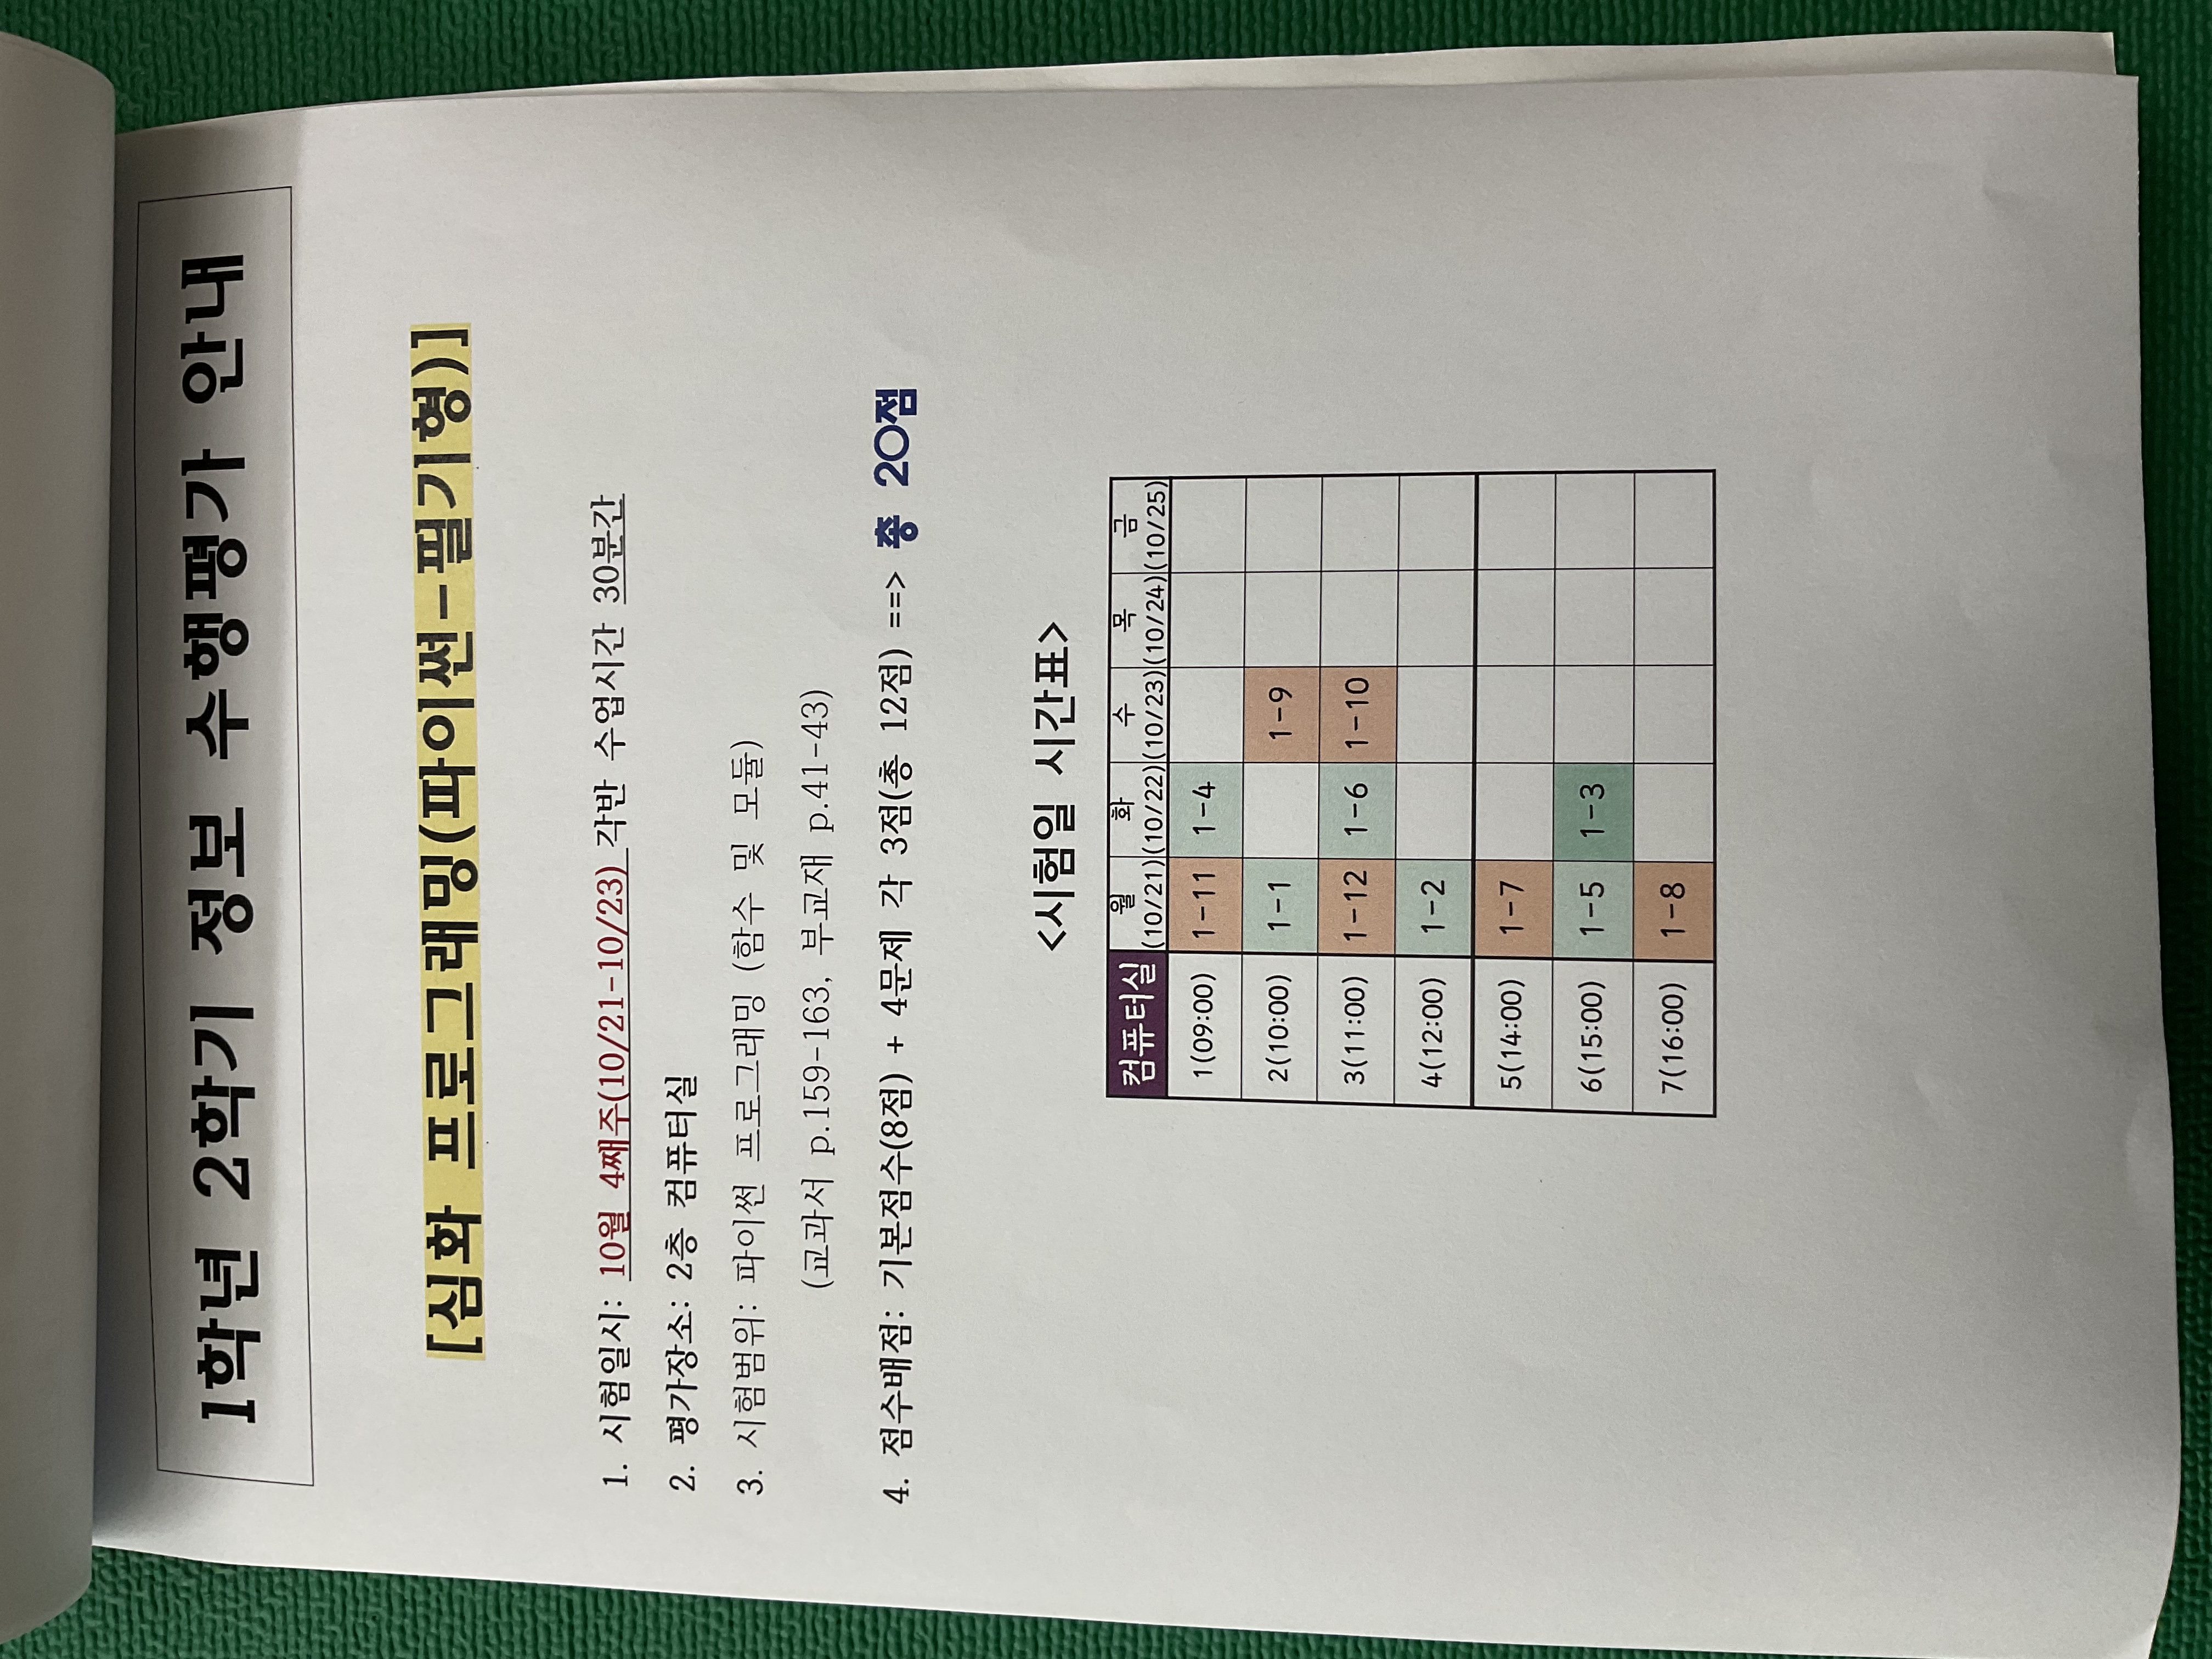 1학년 2학기 정보 수행평가 안내
[심화 프로그래밍(파이썬-필기형)]
1. 시험일시: 10월 4째주(10/21-10/23) 각반 수업시간 30분간
2. 평가장소: 2층 컴퓨터실
3. 시험범위: 파이썬 프로그래밍 (함수 및 모듈)
(교과서 p.159-163, 부교재 p.41-43)
4. 점수배점: 기본점수(8점) + 4문제 각 3점(총 12점) ==> 총 20점
<시험일 시간표>
컴퓨터실 월(10/21) 화(10/22) 수(10/23) 목(10/24) 금(10/25)
1(09:00) 1-11 1-4
2(10:00) 1-1 1-9
3(11:00) 1-12 1-6 1-10
4(12:00) 1-2
5(14:00) 1-7
6(15:00) 1-5 1-3
7(16:00) 1-8